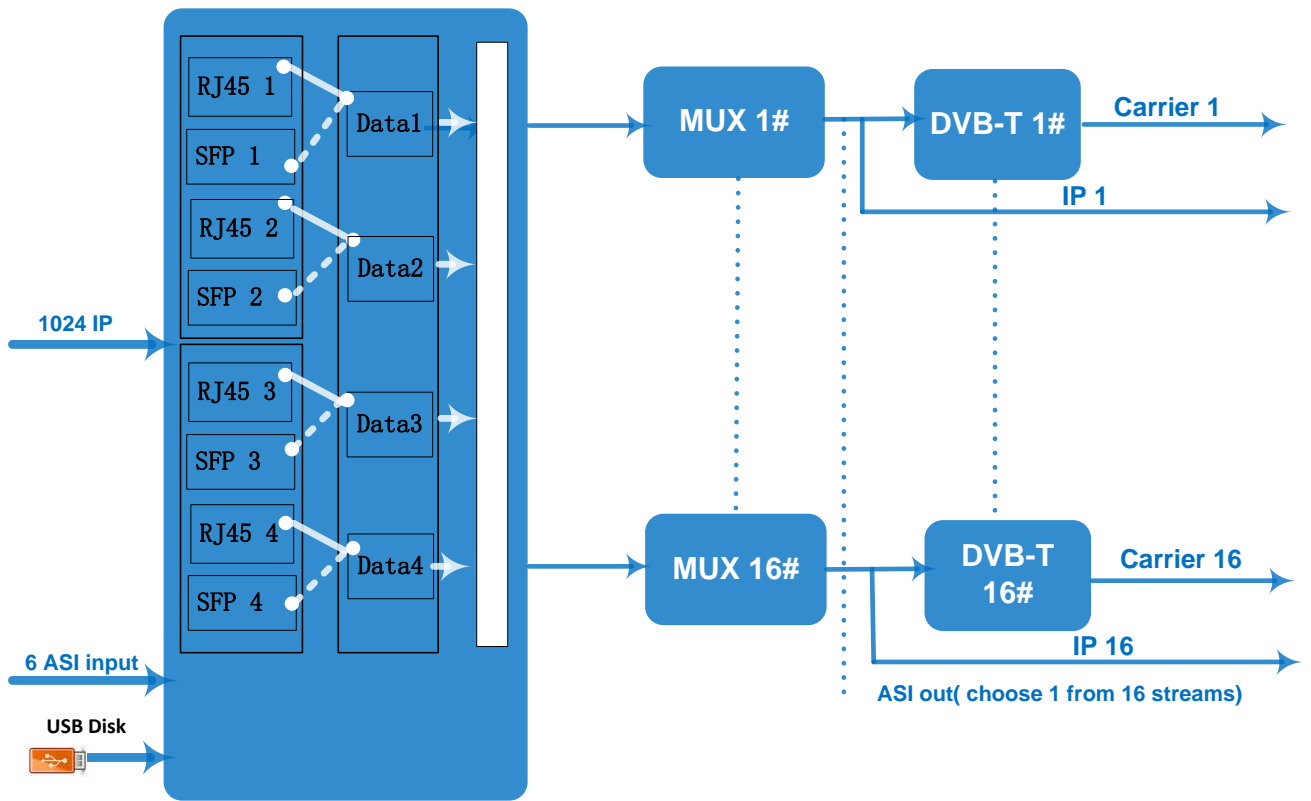 RJ45 1
SFP 1
RJ45 2
SFP 2
RJ45 3
SFP 3
RJ45 4
SFP 4
Data1
Data2
Data3
Data4
1024 IP
6 ASI input
USB Disk
MUX 1#
DVB-T 1#
Carrier 1
IP 1
MUX 16#
DVB-T
16#
Carrier 16
IP 16
ASI out( choose 1 from 16 streams)